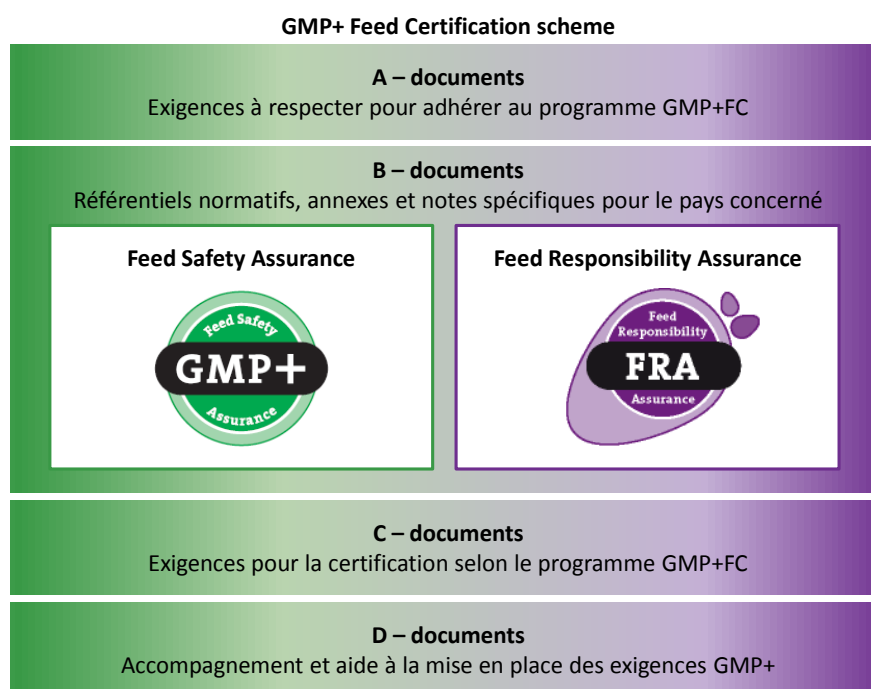 GMP+ Feed Certification scheme
A – documents
Exigences à respecter pour adhérer au programme GMP+FC
B – documents
Référentiels normatifs, annexes et notes spécifiques pour le pays concerné
Feed Safety Assurance
Feed Safety
GMP+
Assurance
Feed Responsibility Assurance
Feed
Responsibility
FRA
Assurance
C – documents
Exigences pour la certification selon le programme GMP+FC
D – documents
Accompagnement et aide à la mise en place des exigences GMP+